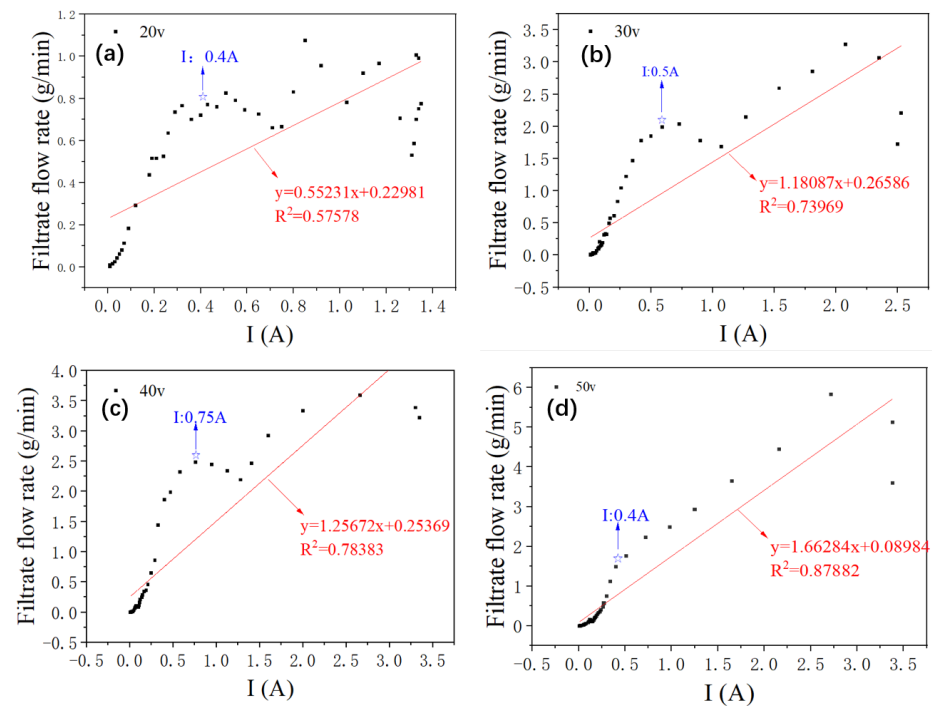 (a)
20v
I： 0.4A
y=0.55231x+0.22981
R²=0.57578
1.2
1.0
0.8
0.6
0.4
0.2
0.0
0.0 0.2 0.4 0.6 0.8 1.0 1.2 1.4 1.6
Filtrate flow rate (g/min)
I (A)
(b)
30v
I:0.5A
y=1.18087x+0.26586
R²=0.73969
3.5
3.0
2.5
2.0
1.5
1.0
0.5
0.0
-0.5
0.0 0.5 1.0 1.5 2.0 2.5
Filtrate flow rate (g/min)
I (A)
(c)
40v
I:0.75A
y=1.25672x+0.25369
R²=0.78383
4.0
3.5
3.0
2.5
2.0
1.5
1.0
0.5
0.0
-0.5
-0.5 0.0 0.5 1.0 1.5 2.0 2.5 3.0 3.5
Filtrate flow rate (g/min)
I (A)
(d)
50v
I:0.4A
y=1.66284x+0.08984
R²=0.87882
6
5
4
3
2
1
0
-0.5 0.0 0.5 1.0 1.5 2.0 2.5 3.0 3.5
Filtrate flow rate (g/min)
I (A)